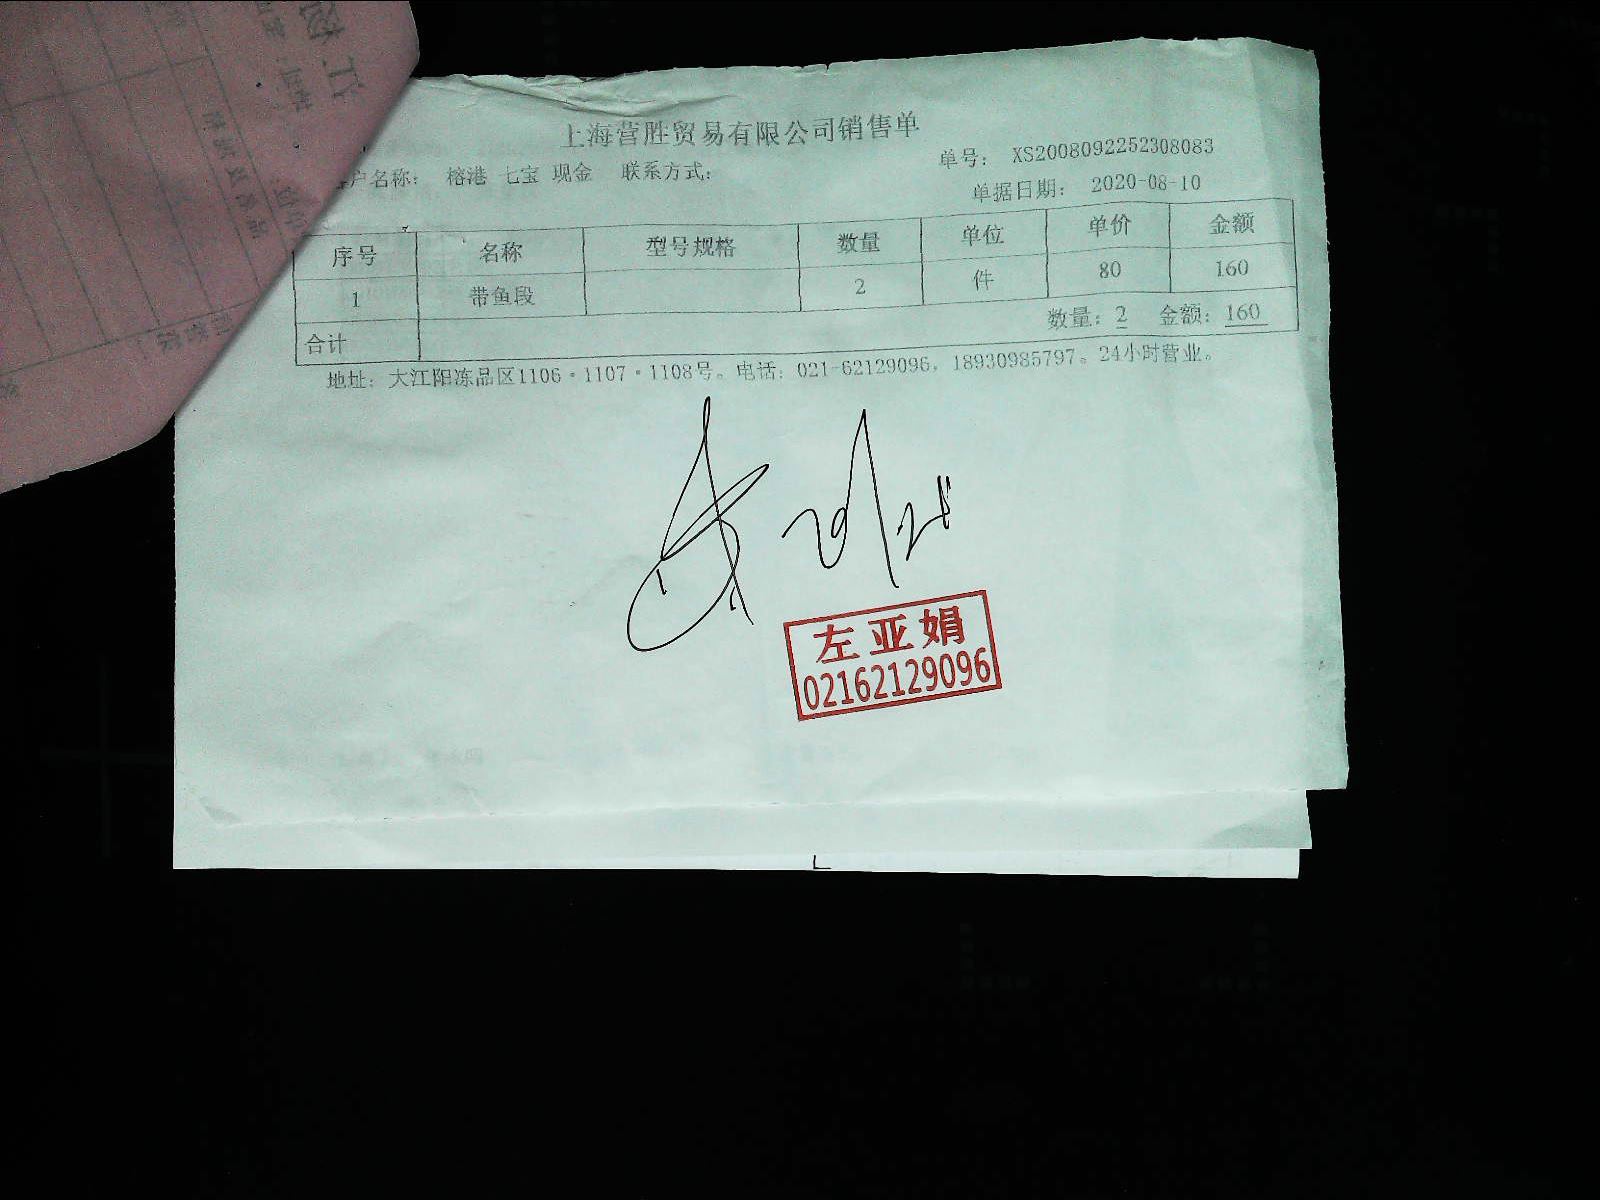 上海营胜贸易有限公司销售单
单号： XS2008092252308083
客户名称： 榕港 七宝 现金 联系方式：
单据日期： 2020-08-10
序号 名称 型号规格 数量 单位 单价 金额
1 带鱼段 2 件 80 160
合计 数量：2 金额：160
地址：大江阳冻品区1106·1107·1108号。电话：021-62129096，18930985797。24小时营业。
左亚娟
02162129096